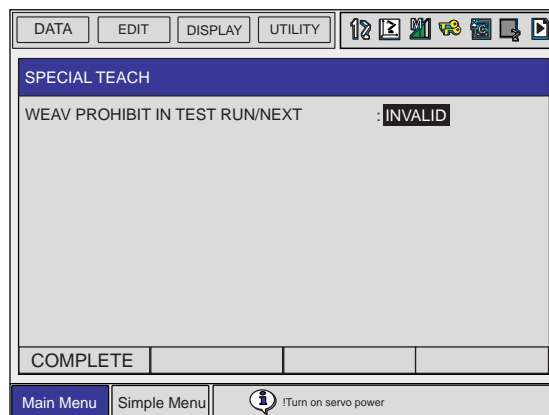 DATA EDIT DISPLAY UTILITY
SPECIAL TEACH
WEAV PROHIBIT IN TEST RUN/NEXT : INVALID
COMPLETE
Main Menu Simple Menu !Turn on servo power